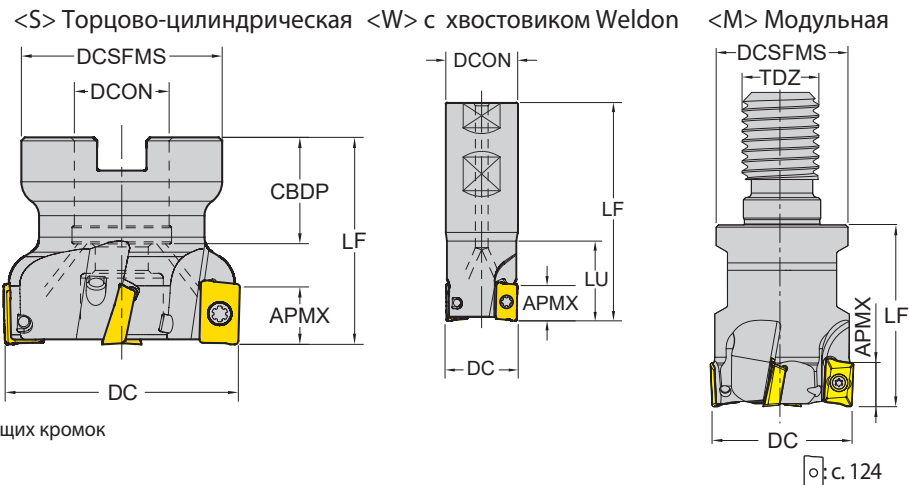 <S> Торцово-цилиндрическая <W> с хвостовиком Weldon <M> Модульная
DCSFMS
DCON
CBDP
LF
APMX
DC
щих кромок
DCON
LF
LU
APMX
DC
DCSFMS
TDZ
APMX
LF
DC
: с. 124